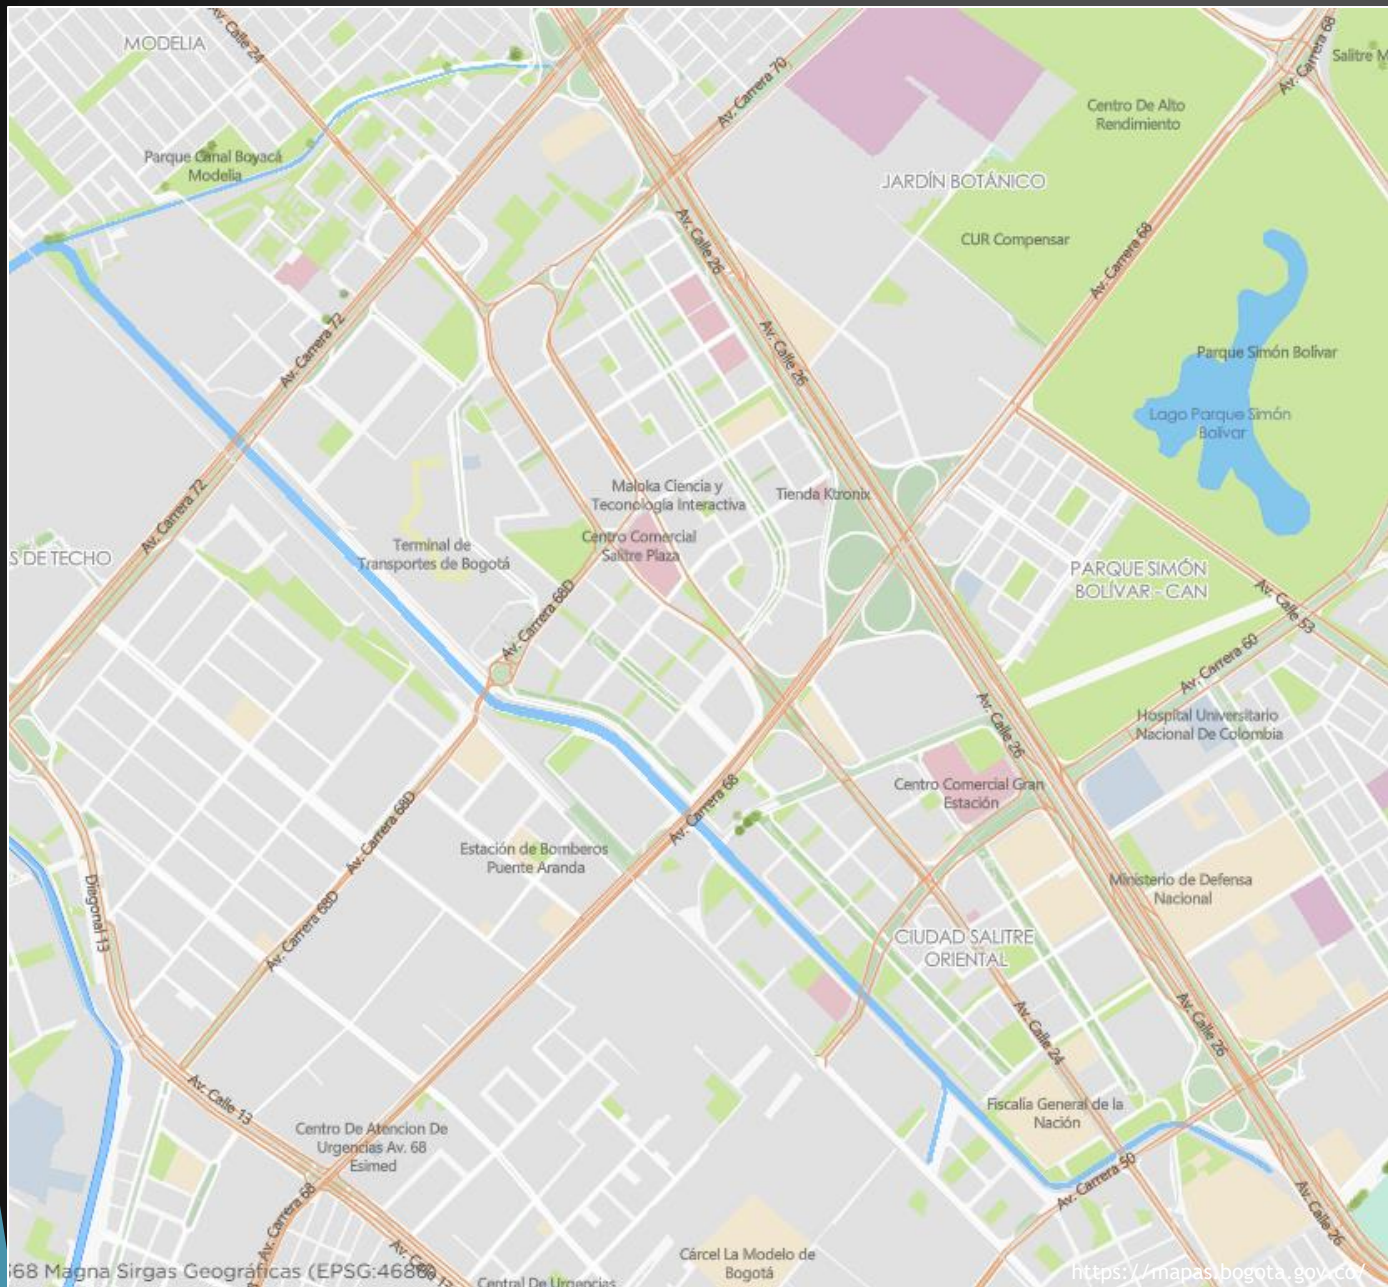 MODELIA
Av. Calle 24
Salitre M
Av. Carrera 68
Av. Carrera 70
Centro De Alto
Rendimiento
Parque Canal Boyacá
Modelia
JARDÍN BOTÁNICO
CUR Compensar
Av. Calle 26
Av. Carrera 68
Av. Carrera 72
Av. Calle 26
Parque Simón Bolívar
Lago Parque Simón
Bolívar
Maloka Ciencia y
Teconología Interactiva
Tienda Ktronix
Av. Carrera 72
Centro Comercial
Salitre Plaza
S DE TECHO
Terminal de
Transportes de Bogotá
PARQUE SIMÓN
BOLÍVAR - CAN
Av. Calle 53
Av. Carrera 68D
Av. Carrera 60
Av. Calle 26
Hospital Universitario
Nacional De Colombia
Centro Comercial Gran
Estación
Av. Carrera 68
Av. Carrera 68D
Estación de Bomberos
Puente Aranda
Ministerio de Defensa
Nacional
Diagonal 13
Av. Carrera 68D
CIUDAD SALITRE
ORIENTAL
Av. Calle 26
Av. Calle 24
Av. Calle 13
Fiscalía General de la
Nación
Centro De Atencion De
Urgencias Av. 68
Esimed
Av. Carrera 50
Av. Carrera 68
Av. Calle 26
Av. Calle 13
Cárcel La Modelo de
Bogotá
Central De Urgencias
368 Magna Sirgas Geográficas (EPSG:4686)
https://mapas.bogota.gov.co/